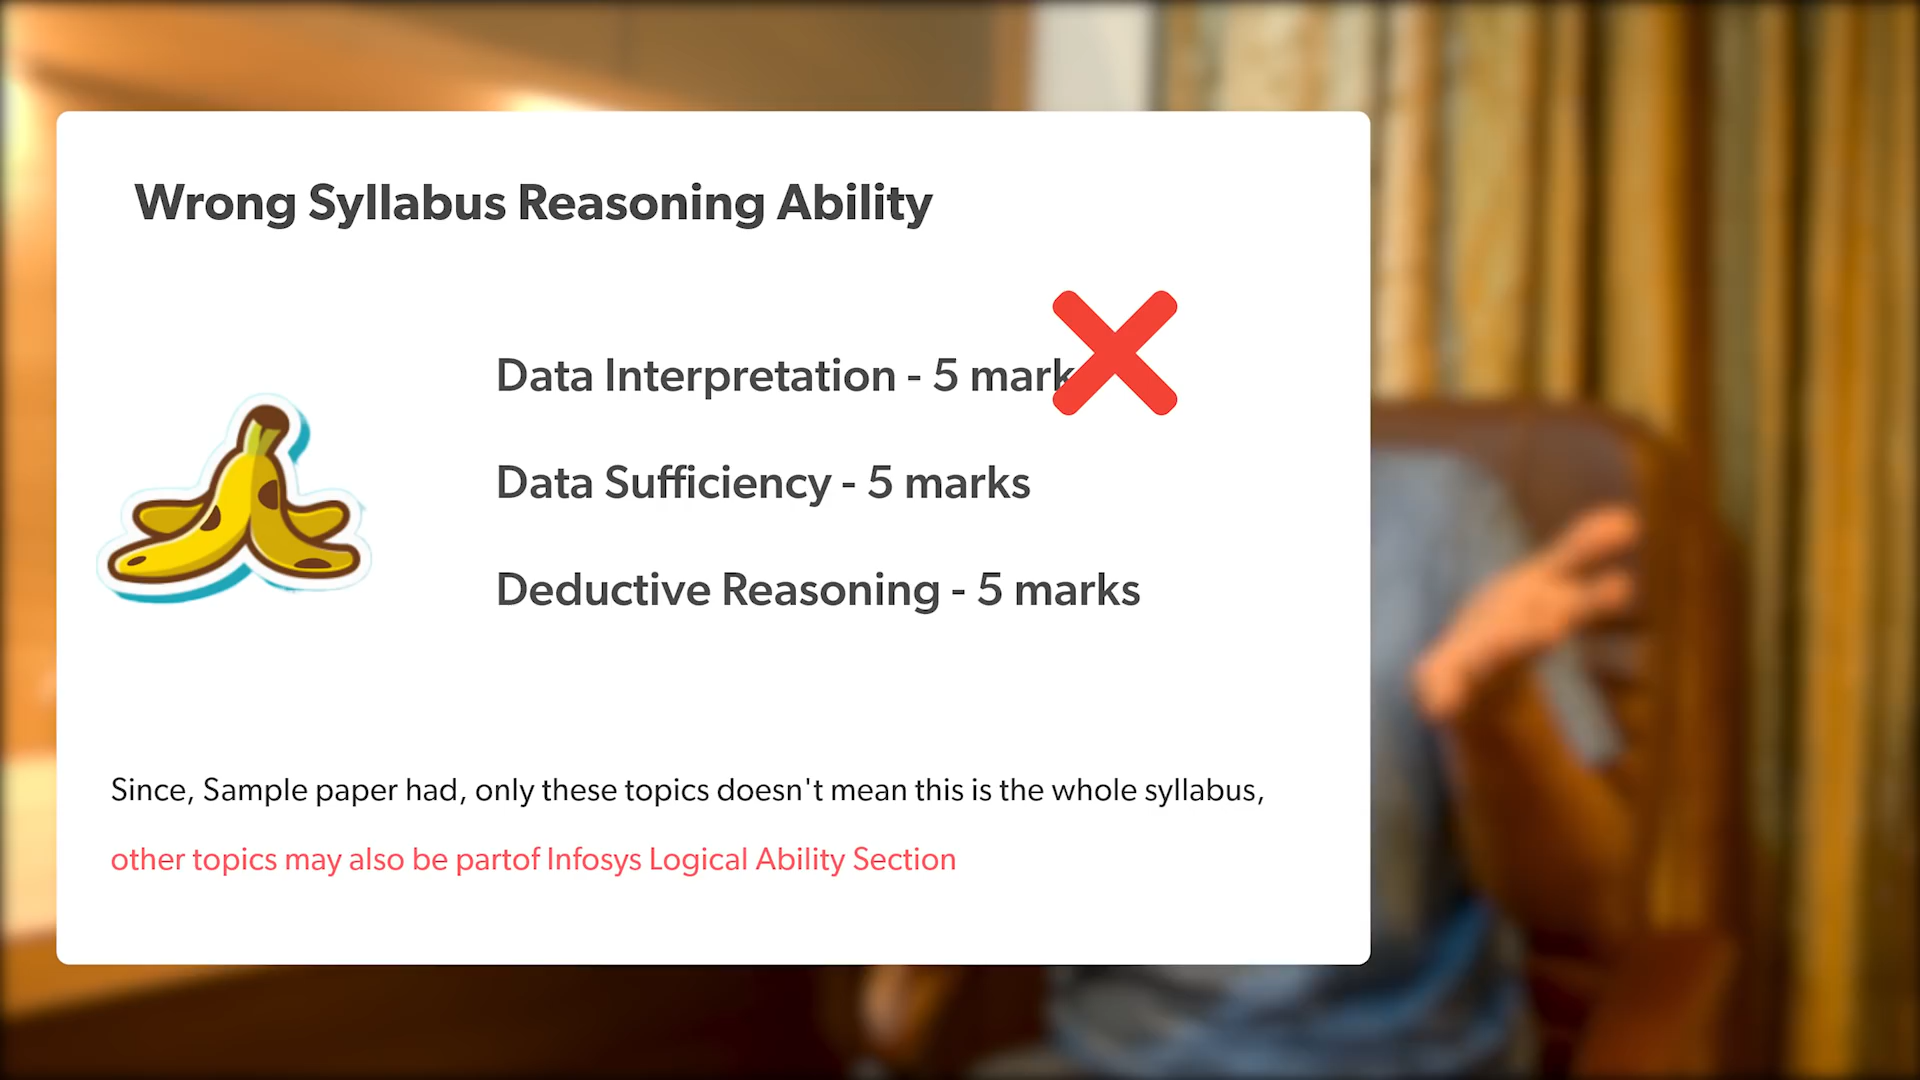 Wrong Syllabus Reasoning Ability
Data Interpretation - 5 mark
Data Sufficiency - 5 marks
Deductive Reasoning - 5 marks
Since, Sample paper had, only these topics doesn't mean this is the whole syllabus,
other topics may also be partof Infosys Logical Ability Section